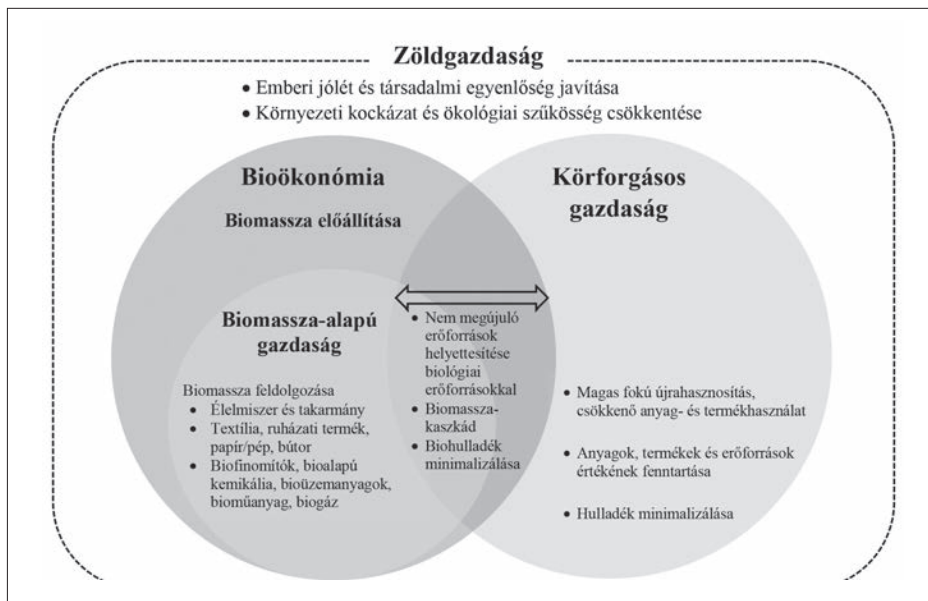 Zöldgazdaság
• Emberi jólét és társadalmi egyenlőség javítása
• Környezeti kockázat és ökológiai szűkösség csökkentése
Bioökonómia
Biomassza előállítása
Körforgásos
gazdaság
Biomassza-alapú
gazdaság
Biomassza feldolgozása
• Élelmiszer és takarmány
• Textília, ruházati termék,
papír/pép, bútor
• Biofinomítók, bioalapú
kemikália, bioüzemanyagok,
bioműanyag, biogáz
• Nem megújuló
erőforrások
helyettesítése
biológiai
erőforrásokkal
• Biomassza-
kaszkád
• Biohulladék
minimalizálása
• Magas fokú újrahasznosítás,
csökkenő anyag- és termékhasználat
• Anyagok, termékek és erőforrások
értékének fenntartása
• Hulladék minimalizálása